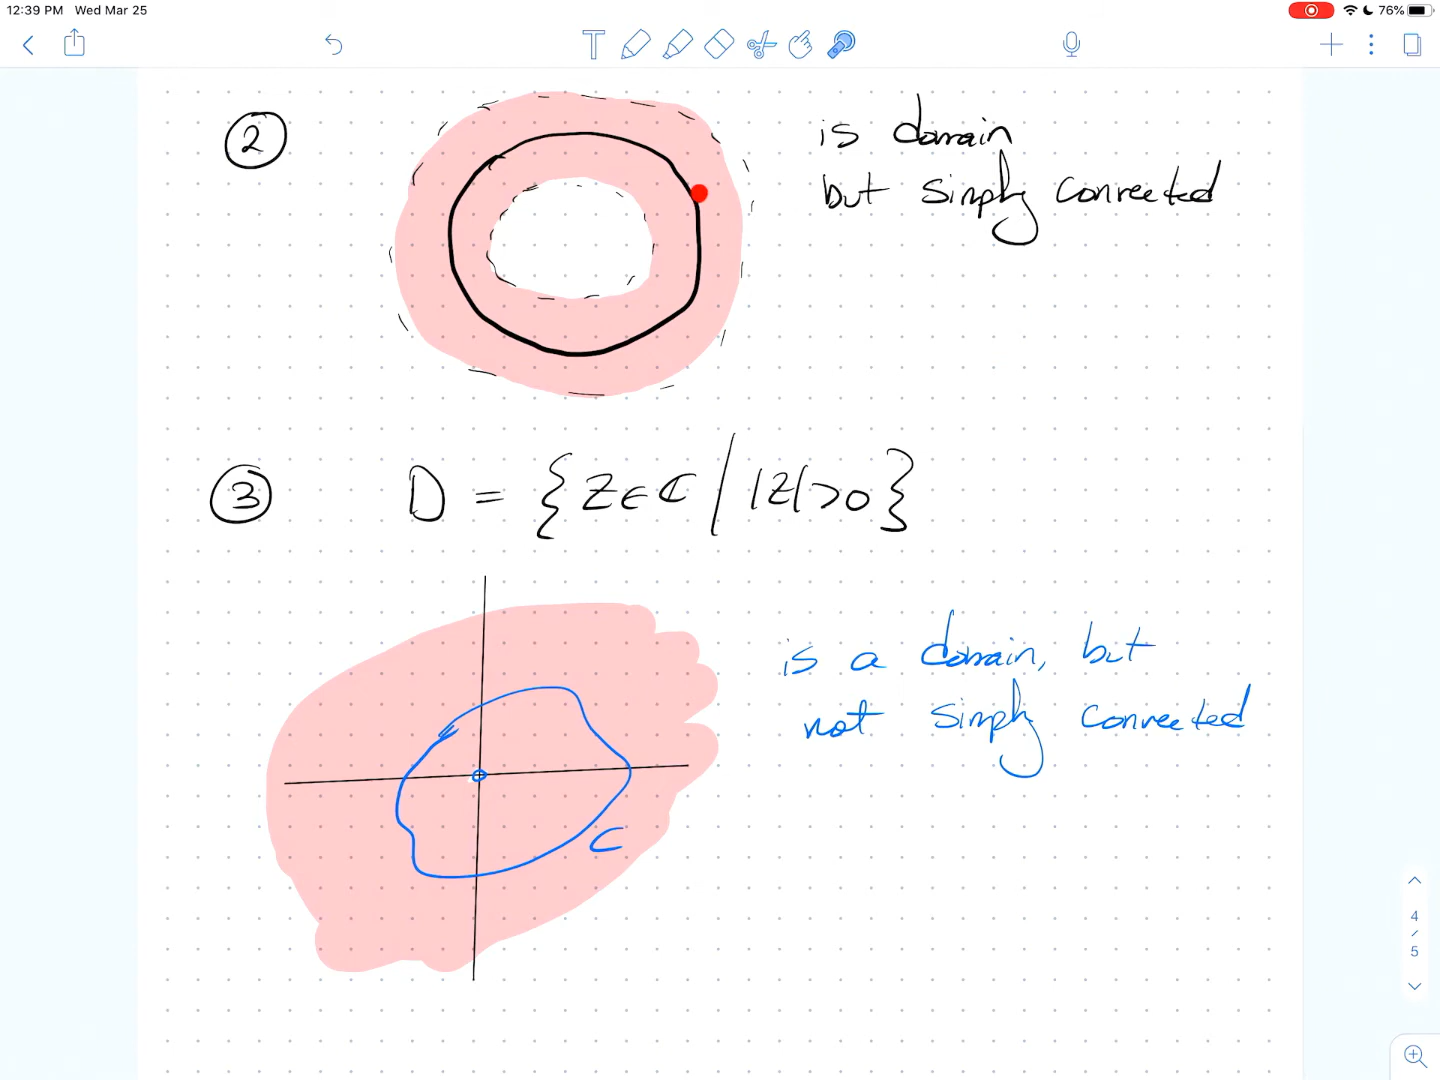 12:39 PM Wed Mar 25
76%
T
2
is domain
but simply connected
3
D = {z∈ℂ / |z|>0}
is a domain, but
not simply connected
C
4
/
5